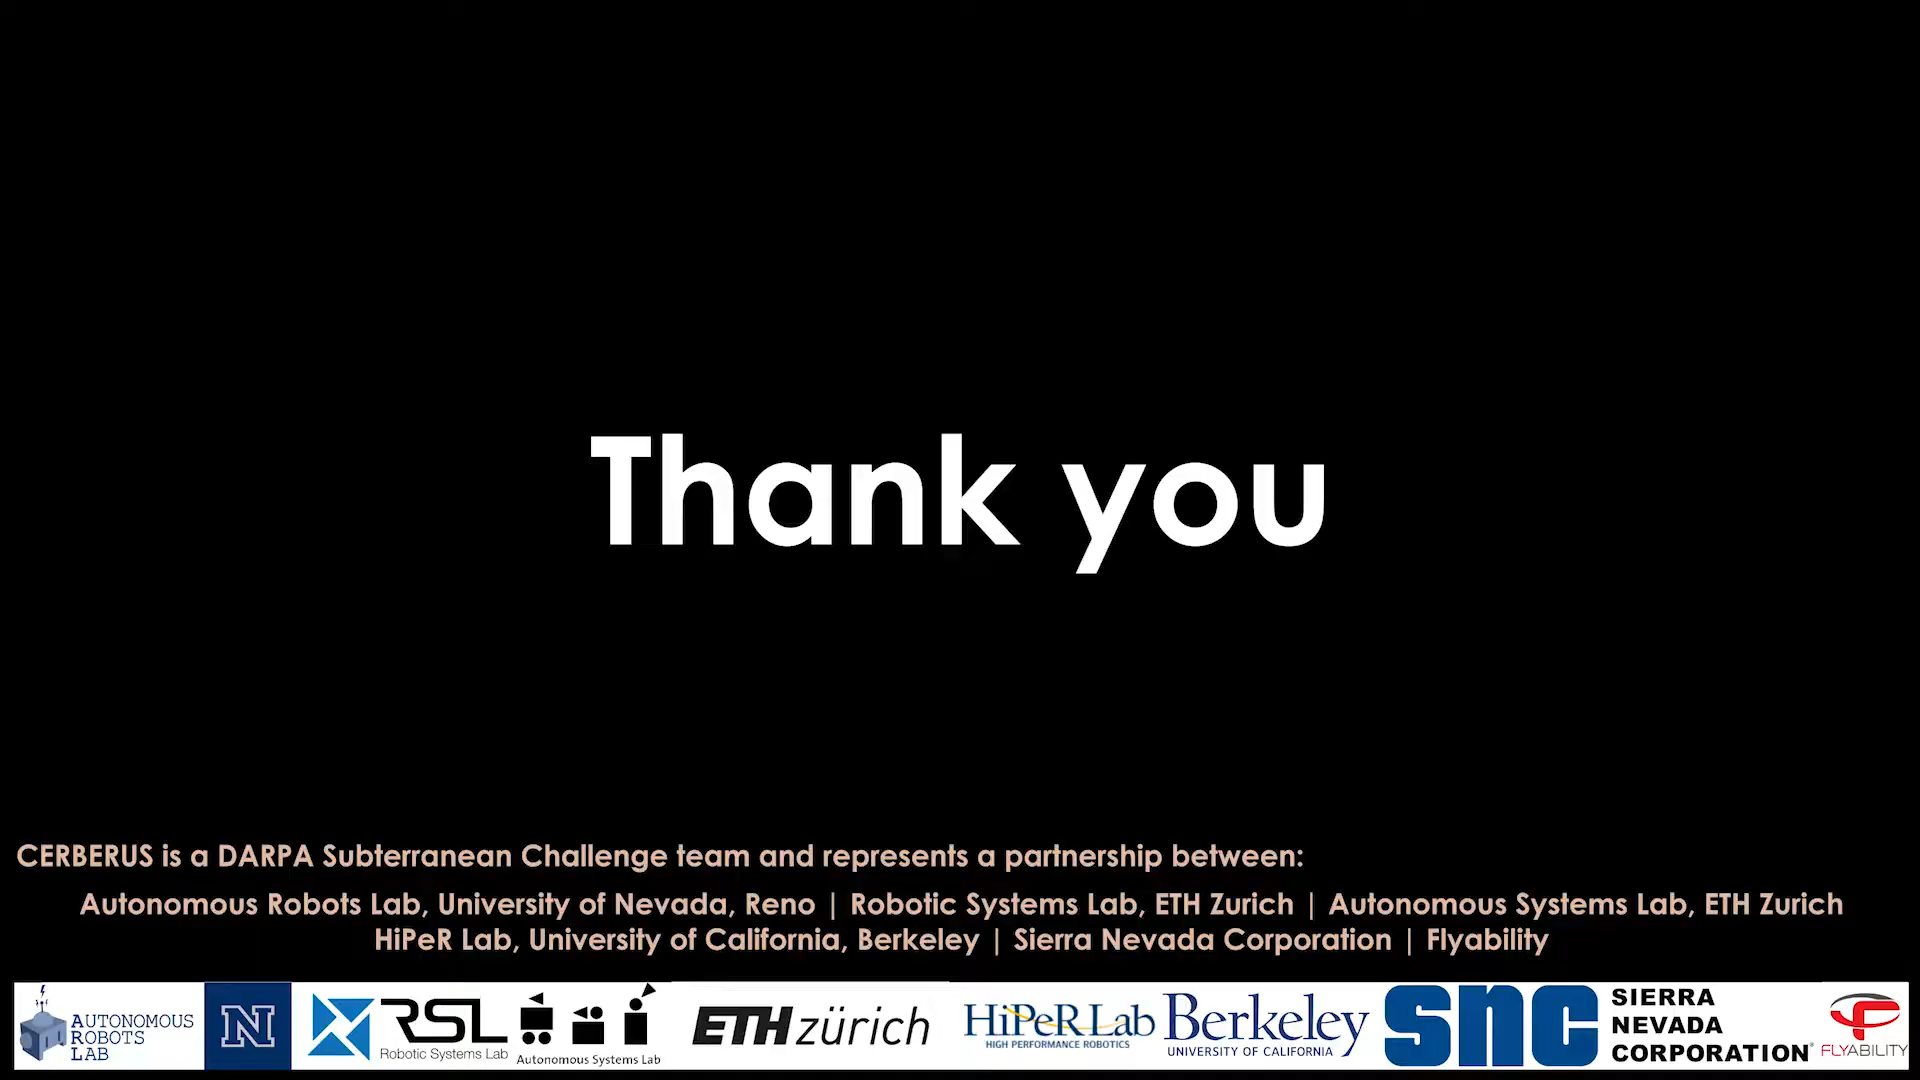 Thank you
CERBERUS is a DARPA Subterranean Challenge team and represents a partnership between:
Autonomous Robots Lab, University of Nevada, Reno | Robotic Systems Lab, ETH Zurich | Autonomous Systems Lab, ETH Zurich
HiPeR Lab, University of California, Berkeley | Sierra Nevada Corporation | Flyability
AUTONOMOUS
ROBOTS
LAB
N
RSL
Robotic Systems Lab
Autonomous Systems Lab
ETH zürich
HiPeRLab
HIGH PERFORMANCE ROBOTICS
Berkeley
UNIVERSITY OF CALIFORNIA
snc
SIERRA
NEVADA
CORPORATION®
FLYABILITY